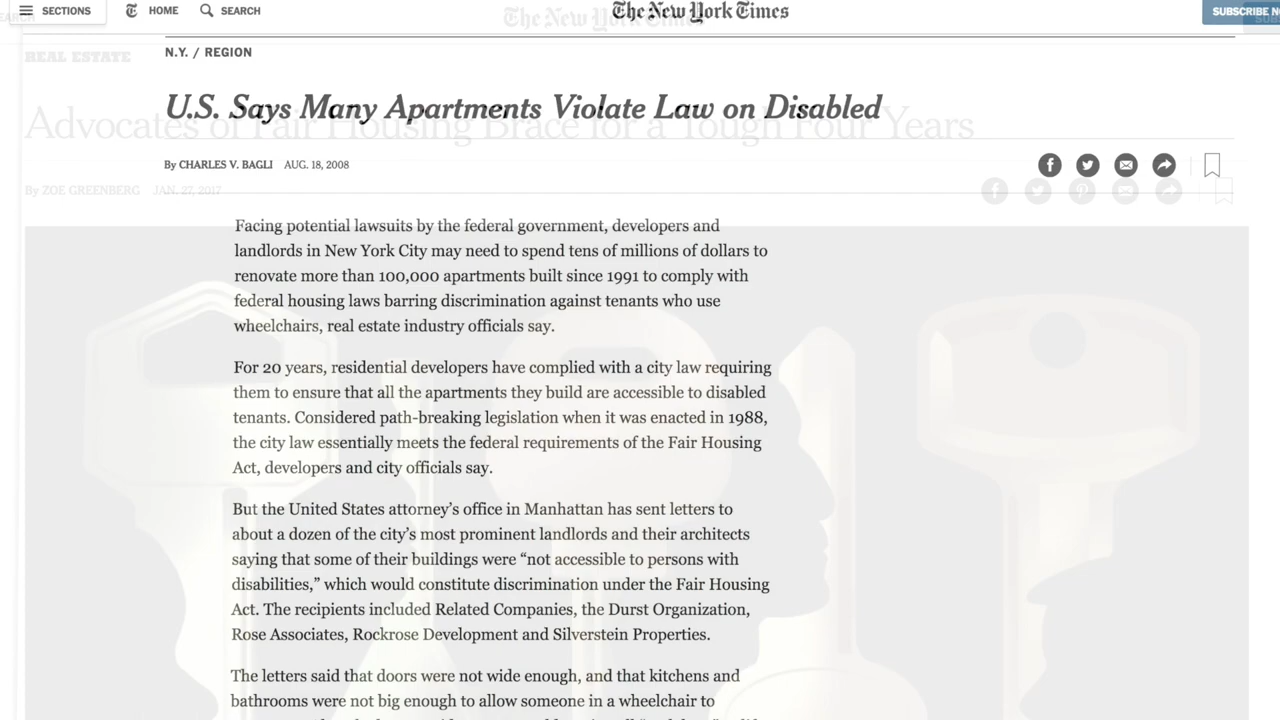 SECTIONS
HOME
SEARCH
The New York Times
The New York Times
SUBSCRIBE
REAL ESTATE
N.Y. / REGION
U.S. Says Many Apartments Violate Law on Disabled
Advocates of Fair Housing Brace for a Tough Four Years
By CHARLES V. BAGLI AUG. 18, 2008
By ZOE GREENBERG JAN. 27, 2017
Facing potential lawsuits by the federal government, developers and
landlords in New York City may need to spend tens of millions of dollars to
renovate more than 100,000 apartments built since 1991 to comply with
federal housing laws barring discrimination against tenants who use
wheelchairs, real estate industry officials say.
For 20 years, residential developers have complied with a city law requiring
them to ensure that all the apartments they build are accessible to disabled
tenants. Considered path-breaking legislation when it was enacted in 1988,
the city law essentially meets the federal requirements of the Fair Housing
Act, developers and city officials say.
But the United States attorney’s office in Manhattan has sent letters to
about a dozen of the city’s most prominent landlords and their architects
saying that some of their buildings were “not accessible to persons with
disabilities,” which would constitute discrimination under the Fair Housing
Act. The recipients included Related Companies, the Durst Organization,
Rose Associates, Rockrose Development and Silverstein Properties.
The letters said that doors were not wide enough, and that kitchens and
bathrooms were not big enough to allow someone in a wheelchair to